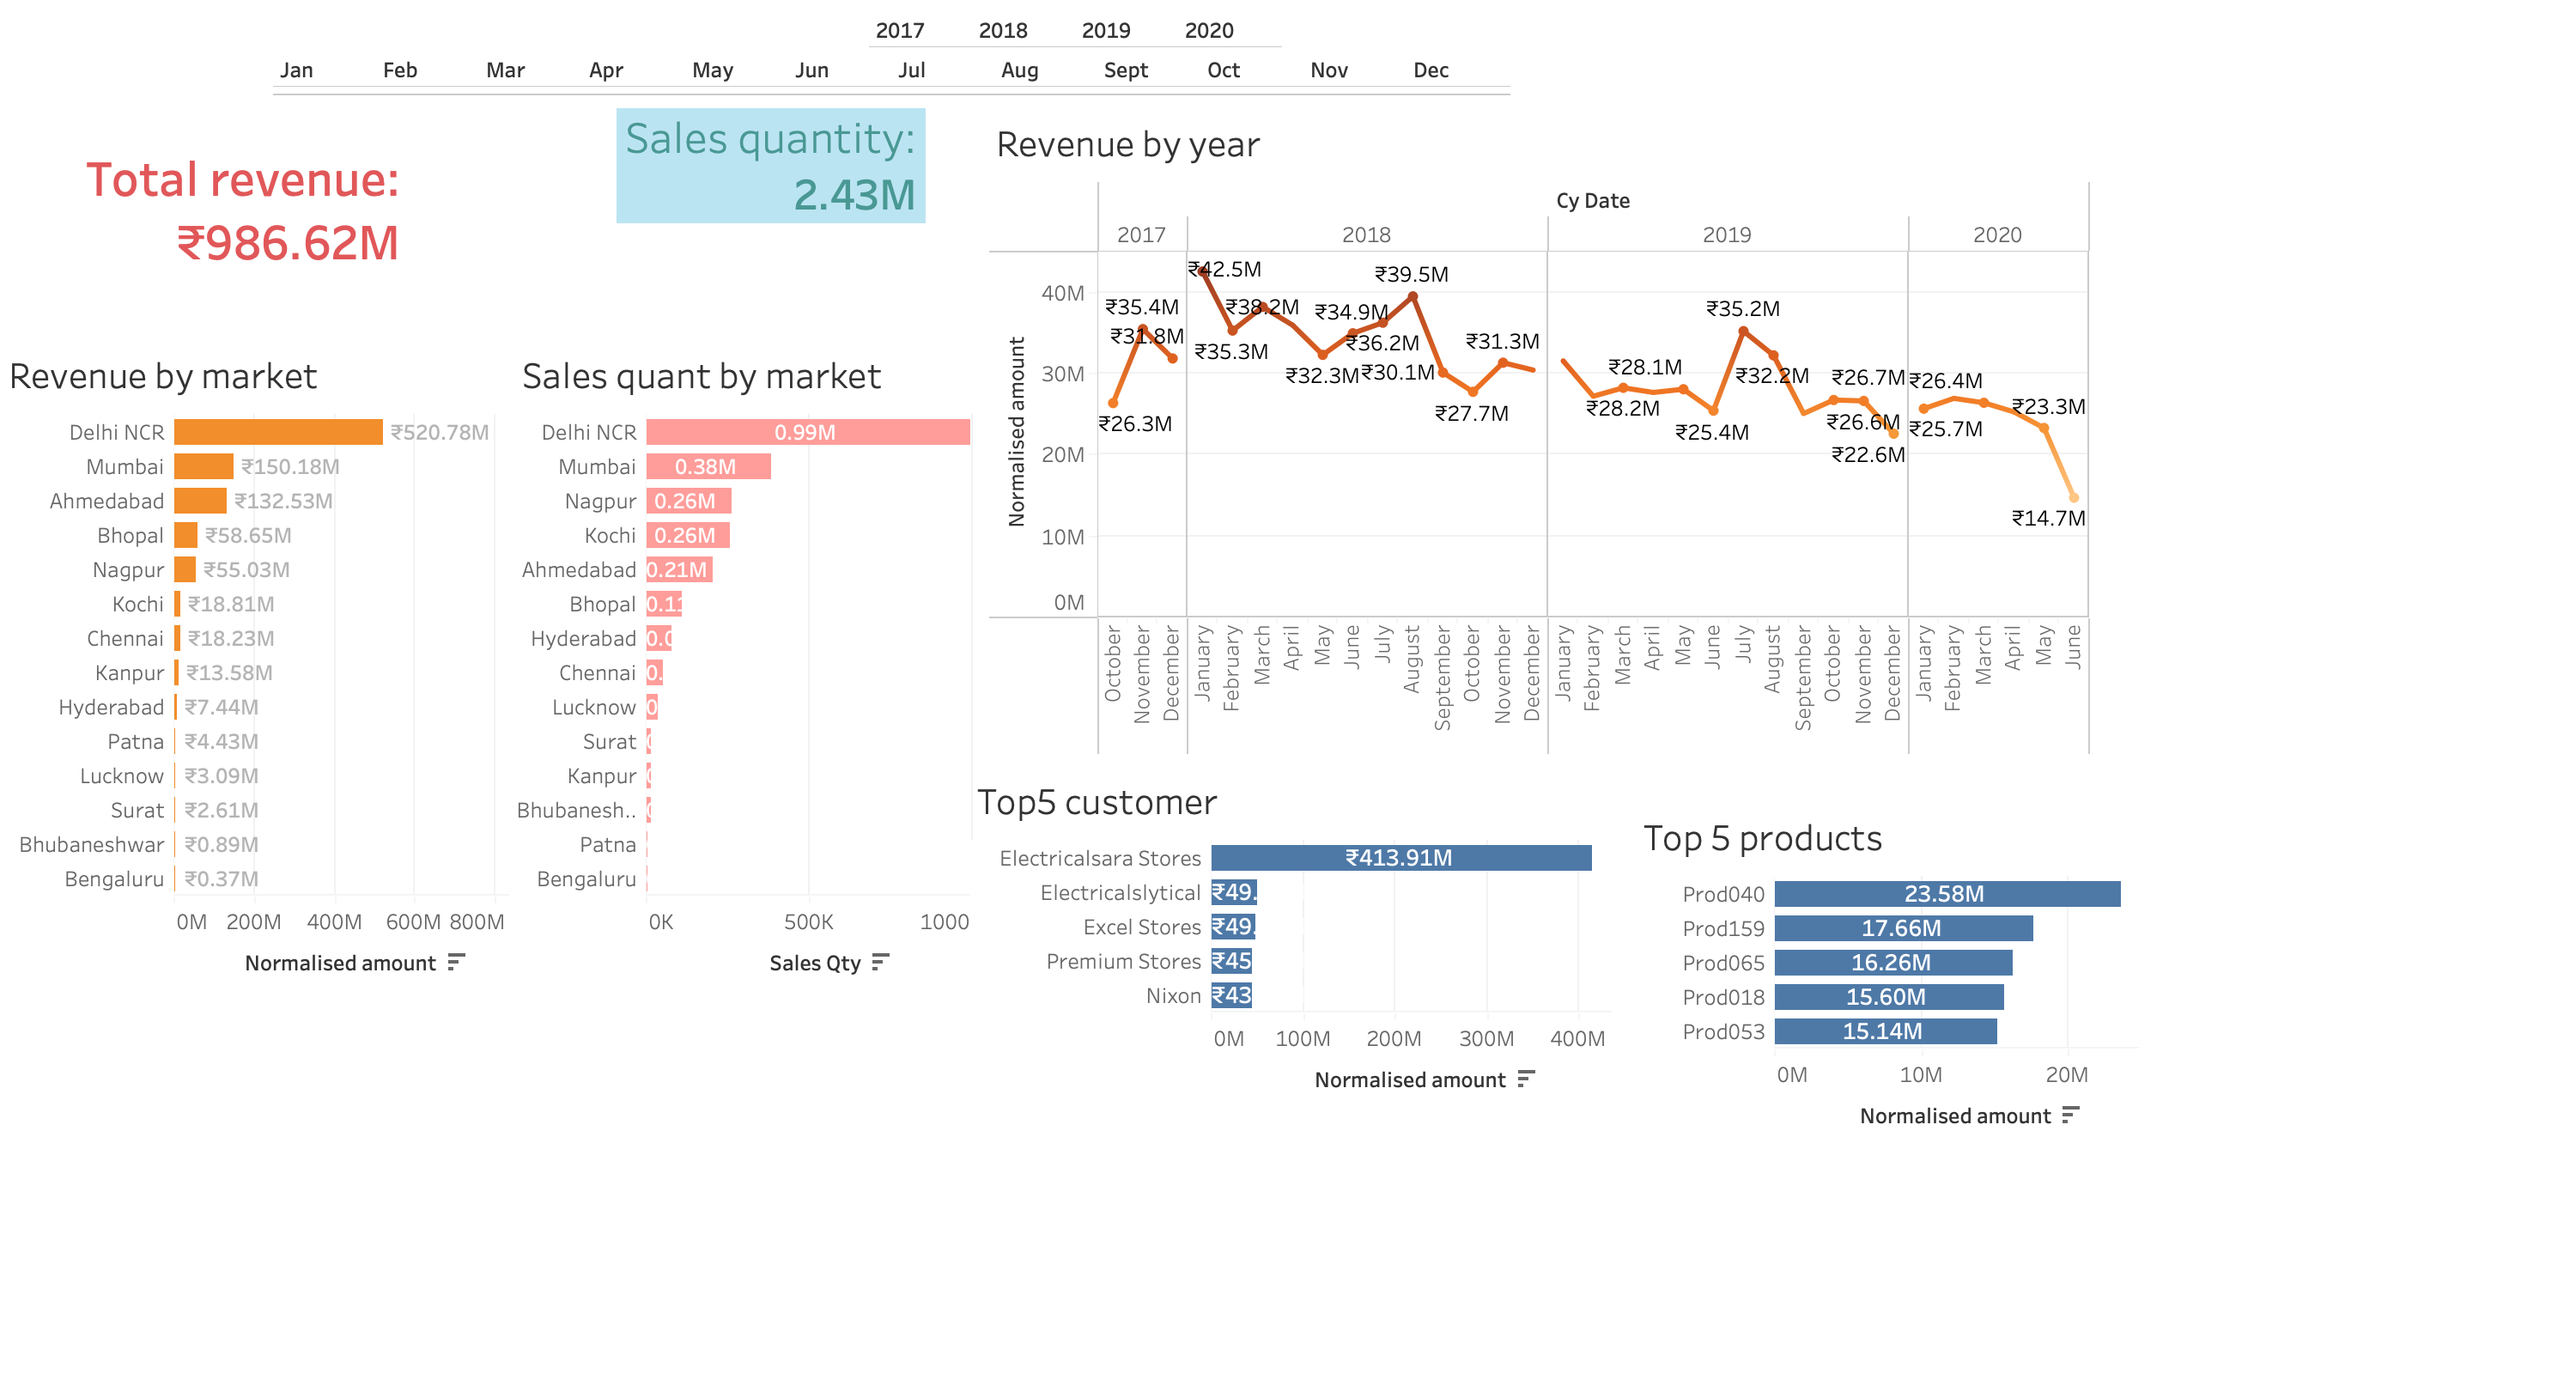 2017 2018 2019 2020
Jan Feb Mar Apr May Jun Jul Aug Sept Oct Nov Dec
Total revenue:
₹986.62M
Sales quantity:
2.43M
Revenue by market
Delhi NCR ₹520.78M
Mumbai ₹150.18M
Ahmedabad ₹132.53M
Bhopal ₹58.65M
Nagpur ₹55.03M
Kochi ₹18.81M
Chennai ₹18.23M
Kanpur ₹13.58M
Hyderabad ₹7.44M
Patna ₹4.43M
Lucknow ₹3.09M
Surat ₹2.61M
Bhubaneshwar ₹0.89M
Bengaluru ₹0.37M
0M 200M 400M 600M 800M
Normalised amount
Sales quant by market
Delhi NCR 0.99M
Mumbai 0.38M
Nagpur 0.26M
Kochi 0.26M
Ahmedabad 0.21M
Bhopal 0.11
Hyderabad 0.0
Chennai 0.
Lucknow 0
Surat
Kanpur
Bhubanesh..
Patna
Bengaluru
0K 500K 1000
Sales Qty
Revenue by year
Cy Date
2017 2018 2019 2020
Normalised amount
40M
30M
20M
10M
0M
₹26.3M ₹35.4M ₹31.8M
₹42.5M ₹35.3M ₹38.2M ₹32.3M ₹34.9M ₹36.2M ₹39.5M ₹30.1M ₹27.7M ₹31.3M
₹28.2M ₹28.1M ₹25.4M ₹35.2M ₹32.2M ₹26.7M ₹26.6M ₹22.6M
₹25.7M ₹26.4M ₹23.3M ₹14.7M
October November December
January February March April May June July August September October November December
January February March April May June July August September October November December
January February March April May June
Top5 customer
Electricalsara Stores ₹413.91M
Electricalslytical ₹49.
Excel Stores ₹49.
Premium Stores ₹45
Nixon ₹43
0M 100M 200M 300M 400M
Normalised amount
Top 5 products
Prod040 23.58M
Prod159 17.66M
Prod065 16.26M
Prod018 15.60M
Prod053 15.14M
0M 10M 20M
Normalised amount